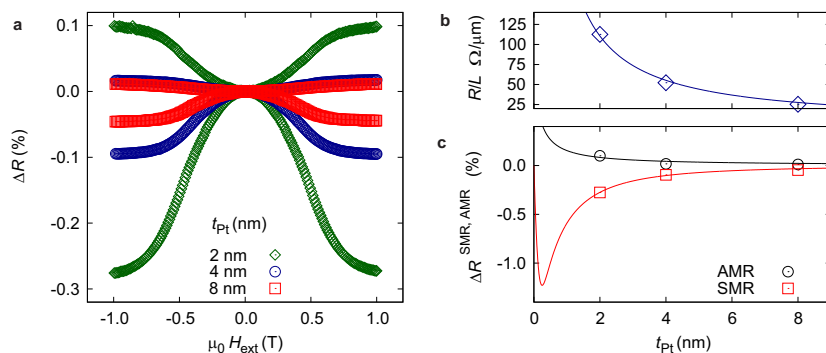 a
ΔR (%)
0.1
0.0
-0.1
-0.2
-0.3
t_Pt (nm)
2 nm
4 nm
8 nm
-1.0 -0.5 0.0 0.5 1.0
μ₀ H_ext (T)
b
R/L Ω/μm)
125
100
75
50
25
c
ΔR^SMR, AMR (%)
0.0
-0.5
-1.0
AMR
SMR
0 2 4 6 8
t_Pt (nm)